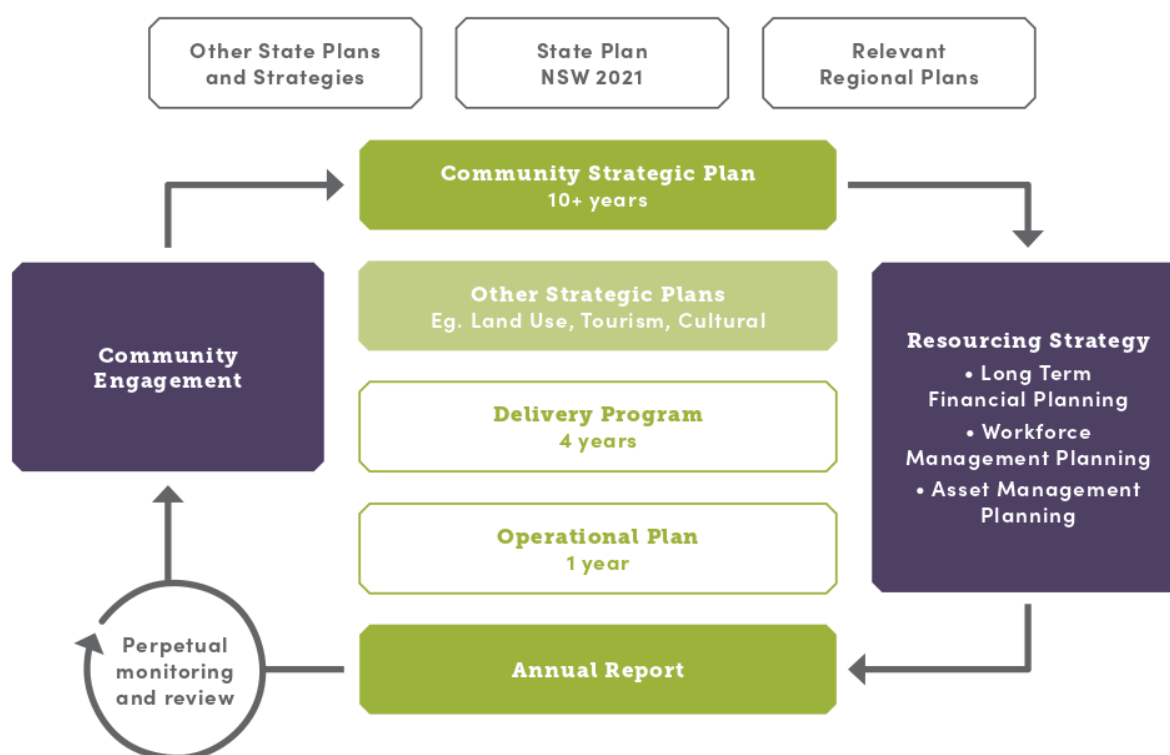 Other State Plans
and Strategies
State Plan
NSW 2021
Relevant
Regional Plans
Community Strategic Plan
10+ years
Other Strategic Plans
Eg. Land Use, Tourism, Cultural
Community
Engagement
Resourcing Strategy
• Long Term
Financial Planning
• Workforce
Management Planning
• Asset Management
Planning
Delivery Program
4 years
Operational Plan
1 year
Perpetual
monitoring
and review
Annual Report